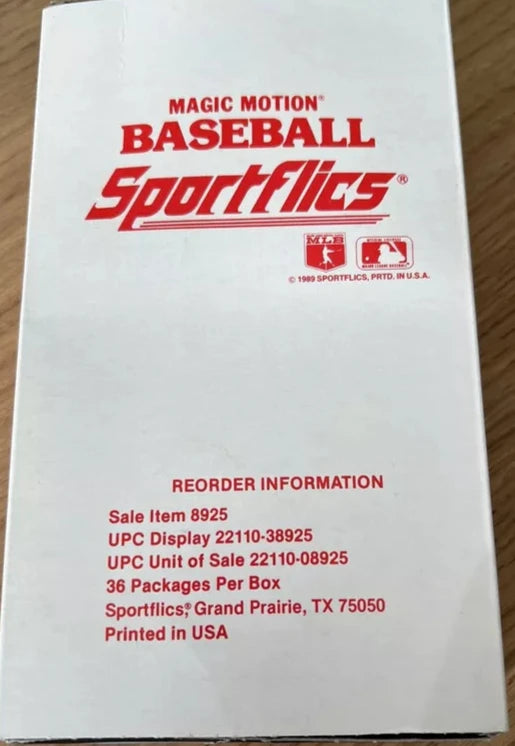 MAGIC MOTION®
BASEBALL
Sportflics®
MLB
© 1989 SPORTFLICS, PRTD. IN U.S.A.
REORDER INFORMATION
Sale Item 8925
UPC Display 22110-38925
UPC Unit of Sale 22110-08925
36 Packages Per Box
Sportflics,® Grand Prairie, TX 75050
Printed in USA